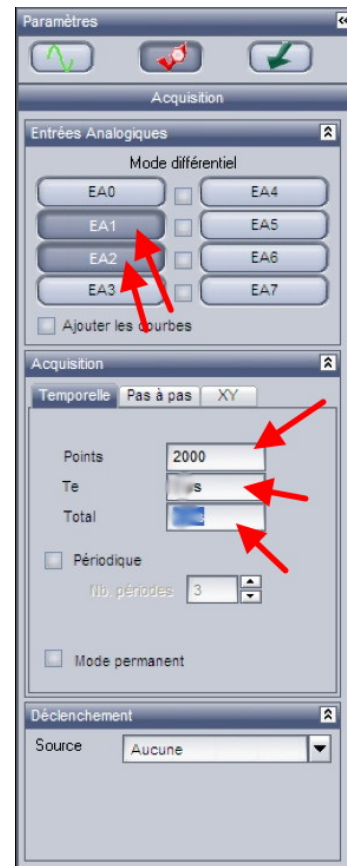 Paramètres
Acquisition
Entrées Analogiques
Mode différentiel
EA0
EA4
EA1
EA5
EA2
EA6
EA3
EA7
Ajouter les courbes
Acquisition
Temporelle
Pas à pas
XY
Points
2000
Te
Total
Périodique
Nb. périodes
3
Mode permanent
Déclenchement
Source
Aucune